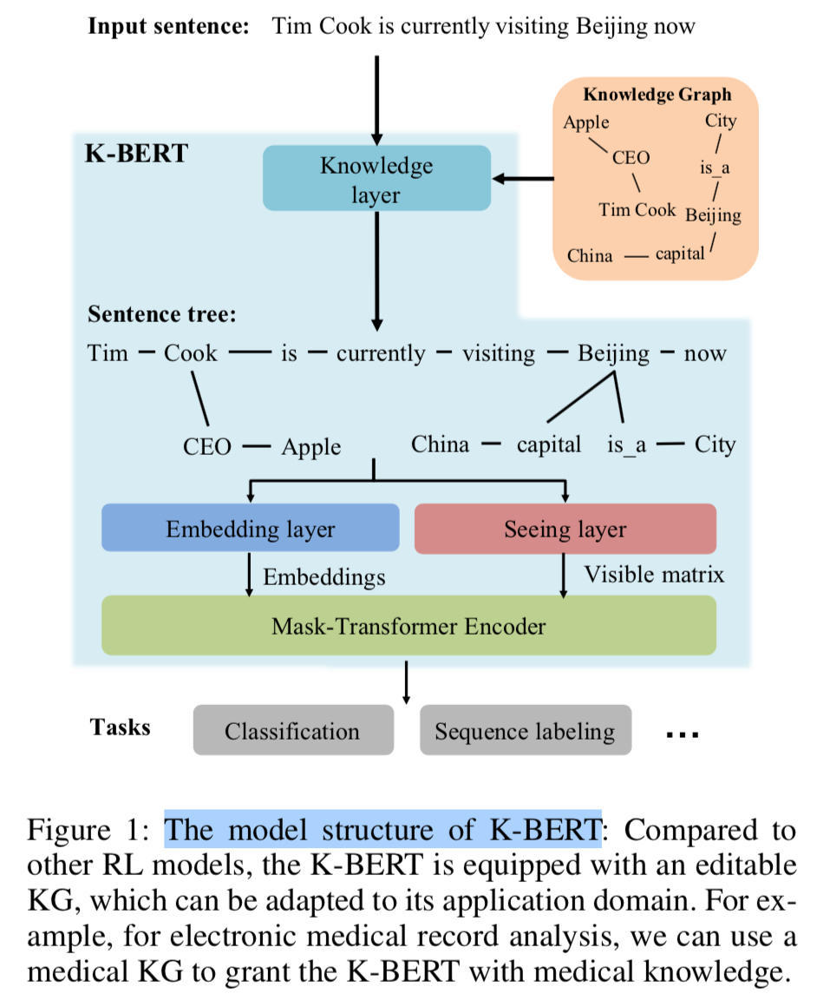 Input sentence: Tim Cook is currently visiting Beijing now
Knowledge Graph
Apple City
CEO is_a
Tim Cook Beijing
China capital
K-BERT
Knowledge
layer
Sentence tree:
Tim Cook is currently visiting Beijing now
CEO Apple China capital is_a City
Embedding layer Seeing layer
Embeddings Visible matrix
Mask-Transformer Encoder
Tasks Classification Sequence labeling ...
Figure 1: The model structure of K-BERT: Compared to
other RL models, the K-BERT is equipped with an editable
KG, which can be adapted to its application domain. For ex-
ample, for electronic medical record analysis, we can use a
medical KG to grant the K-BERT with medical knowledge.